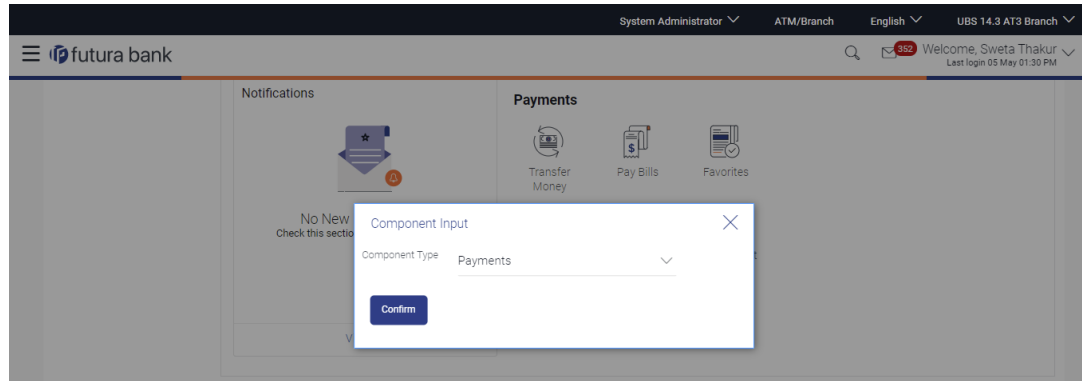 System Administrator ATM/Branch English UBS 14.3 AT3 Branch
futura bank
352 Welcome, Sweta Thakur
Last login 05 May 01:30 PM
Notifications
Payments
$
Transfer
Money
Pay Bills
Favorites
No New
Check this sectio
Component Input
Component Type
Payments
Confirm
V